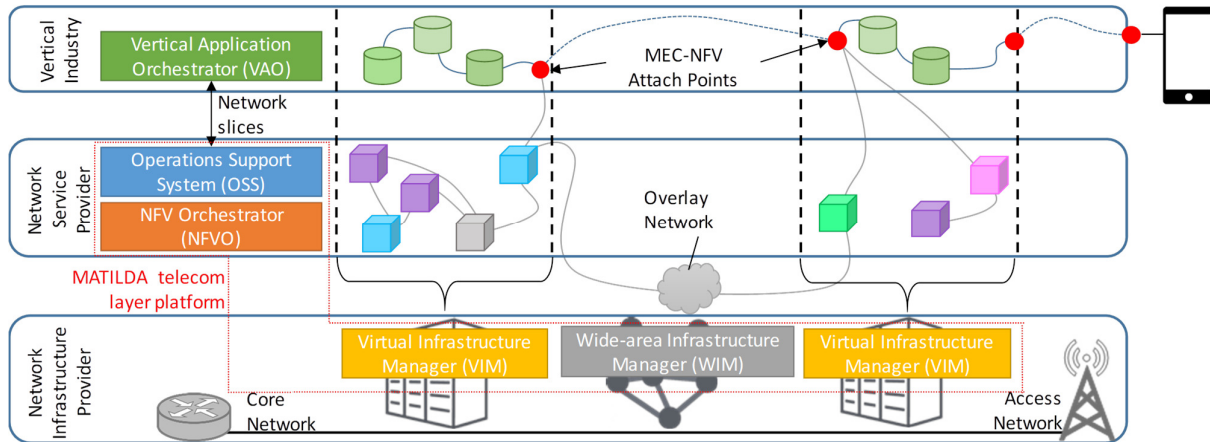 Vertical
Industry
Vertical Application
Orchestrator (VAO)
MEC-NFV
Attach Points
Network
slices
Network
Service
Provider
Operations Support
System (OSS)
NFV Orchestrator
(NFVO)
Overlay
Network
MATILDA telecom
layer platform
Network
Infrastructure
Provider
Virtual Infrastructure
Manager (VIM)
Wide-area Infrastructure
Manager (WIM)
Virtual Infrastructure
Manager (VIM)
Core
Network
Access
Network